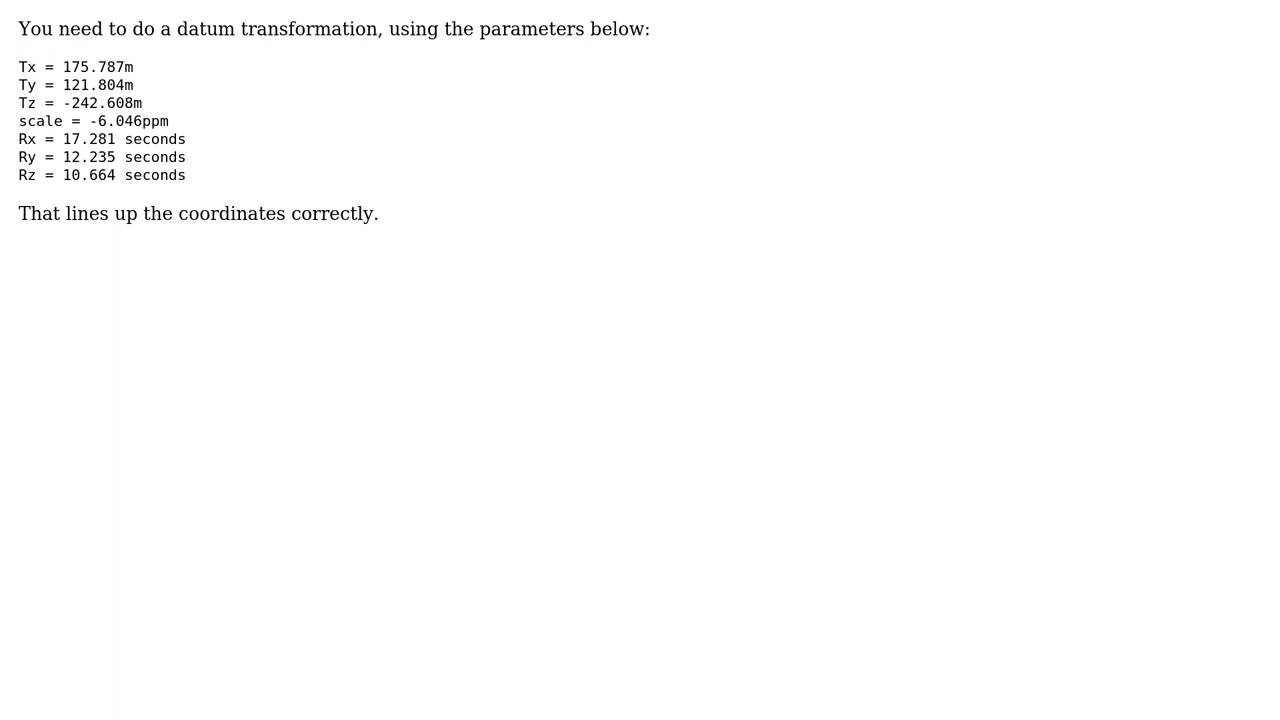 You need to do a datum transformation, using the parameters below:
Tx = 175.787m
Ty = 121.804m
Tz = -242.608m
scale = -6.046ppm
Rx = 17.281 seconds
Ry = 12.235 seconds
Rz = 10.664 seconds
That lines up the coordinates correctly.